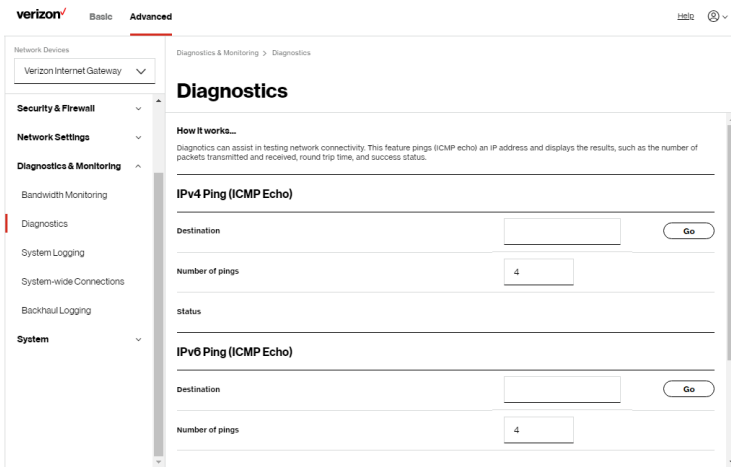 verizon✓
Basic
Advanced
Help
Network Devices
Verizon Internet Gateway
Security & Firewall
Network Settings
Diagnostics & Monitoring
Bandwidth Monitoring
Diagnostics
System Logging
System-wide Connections
Backhaul Logging
System
Diagnostics & Monitoring > Diagnostics
Diagnostics
How it works...
Diagnotics can assist in testing network connectivity. This feature pings (ICMP echo) an IP address and displays the results, such as the number of
packets transmitted and received, round trip time, and success status.
IPv4 Ping (ICMP Echo)
Destination
Go
Number of pings
4
Status
IPv6 Ping (ICMP Echo)
Destination
Go
Number of pings
4